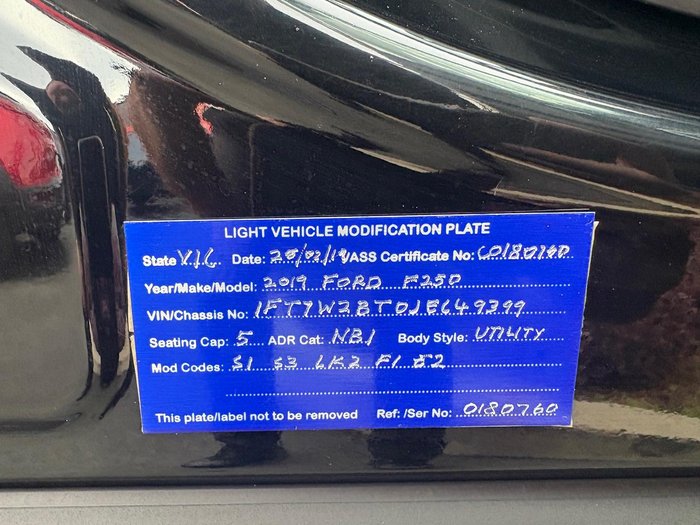 LIGHT VEHICLE MODIFICATION PLATE
State VIC. Date: 28/02/19 VASS Certificate No: C0180760
Year/Make/Model: 2019 FORD F250
VIN/Chassis No: 1FT7W2BT0JEC49399
Seating Cap: 5 ADR Cat: NB1 Body Style: UTILITY
Mod Codes: S1 S3 LK2 F1 E2
This plate/label not to be removed Ref: /Ser No: 0180760